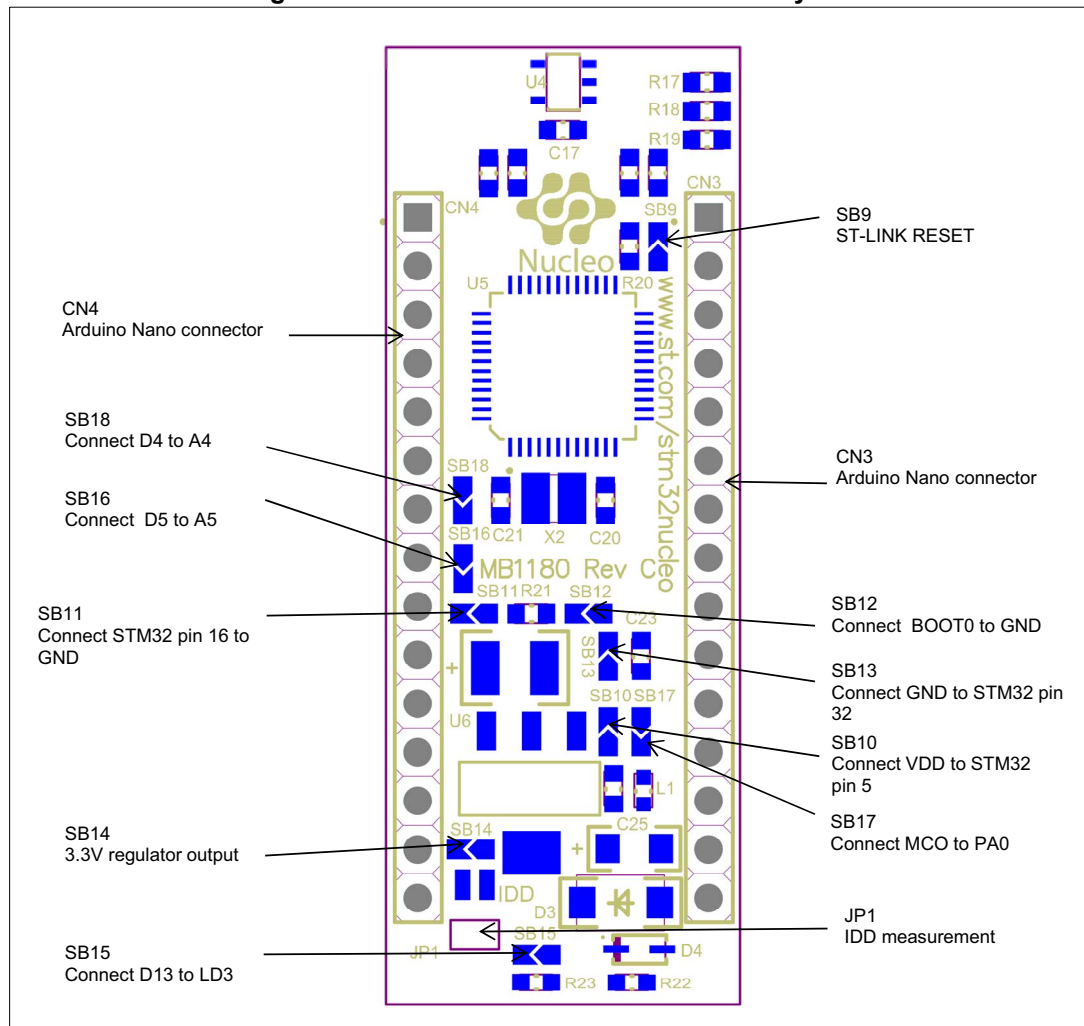 U4
R17
R18
R19
C17
CN4
CN3
SB9
Nucleo
U5
R20
www.st.com/stm32nucleo
SB9
ST-LINK RESET
CN4
Arduino Nano connector
SB18
Connect D4 to A4
SB16
Connect D5 to A5
SB11
Connect STM32 pin 16 to
GND
SB14
3.3V regulator output
SB15
Connect D13 to LD3
CN3
Arduino Nano connector
SB12
Connect BOOT0 to GND
SB13
Connect GND to STM32 pin
32
SB10
Connect VDD to STM32
pin 5
SB17
Connect MCO to PA0
JP1
IDD measurement
SB18
SB16
C21
X2
C20
MB1180 Rev C
SB11
R21
SB12
C23
+
SB13
SB10
SB17
U6
L1
SB14
C25
+
IDD
D3
JP1
SB15
D4
R23
R22